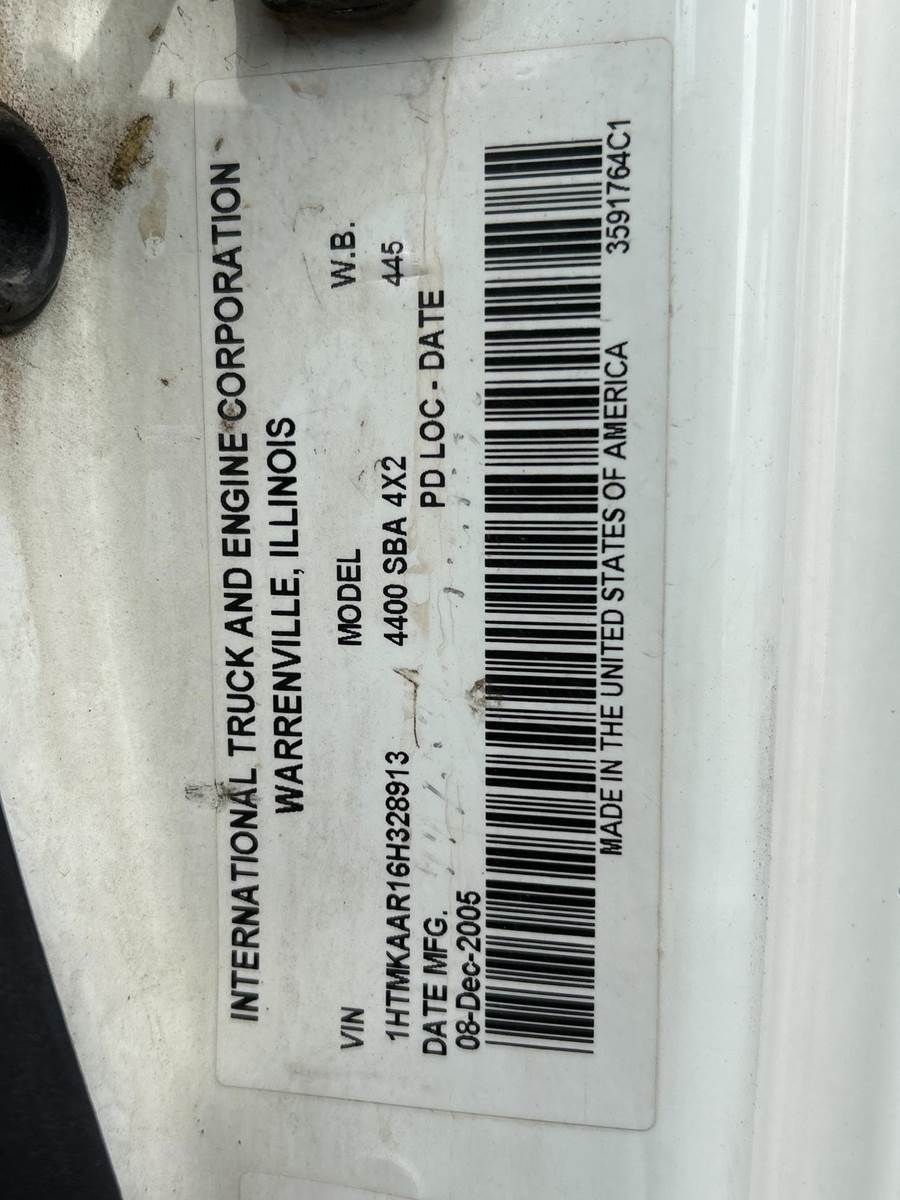 INTERNATIONAL TRUCK AND ENGINE CORPORATION
WARRENVILLE, ILLINOIS
VIN MODEL W.B.
1HTMKAAR16H328913 4400 SBA 4X2 445
DATE MFG. PD LOC - DATE
08-Dec-2005
MADE IN THE UNITED STATES OF AMERICA 3591764C1